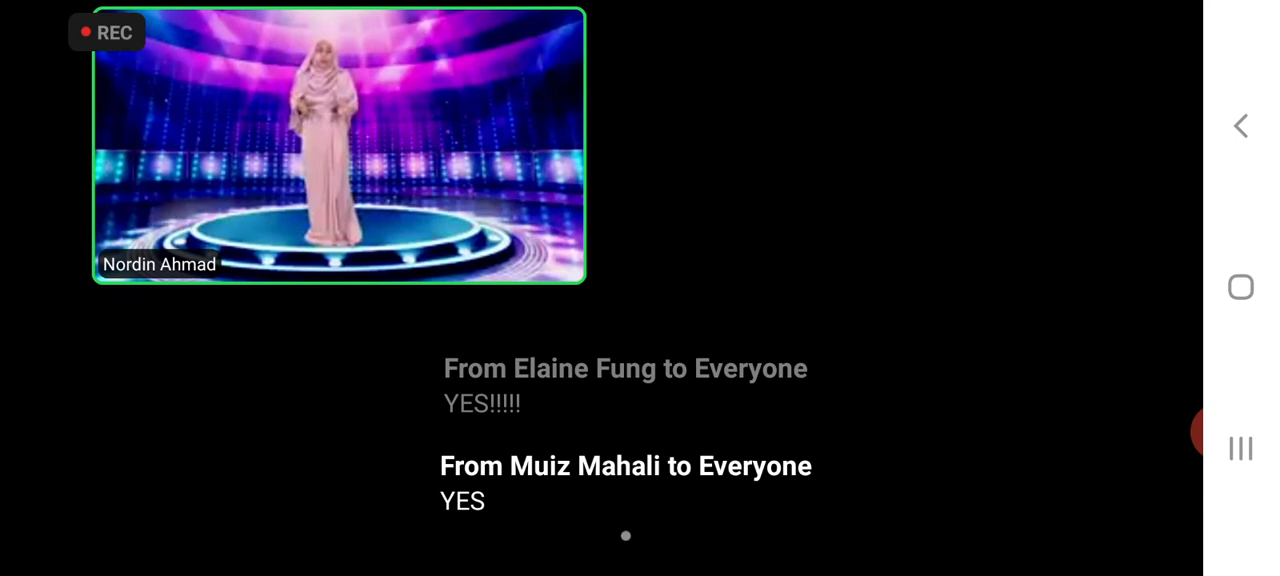 REC
Nordin Ahmad
From Elaine Fung to Everyone
YES!!!!!
From Muiz Mahali to Everyone
YES